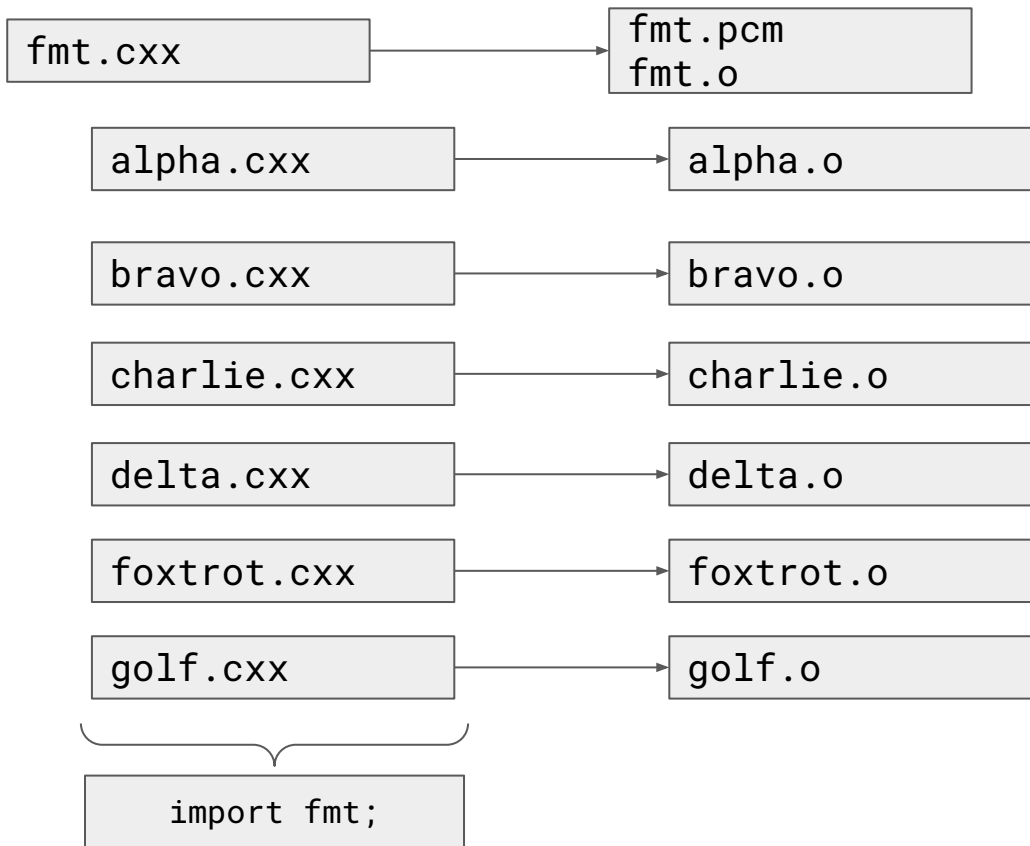 fmt.cxx
fmt.pcm
fmt.o
alpha.cxx
alpha.o
bravo.cxx
bravo.o
charlie.cxx
charlie.o
delta.cxx
delta.o
foxtrot.cxx
foxtrot.o
golf.cxx
golf.o
import fmt;